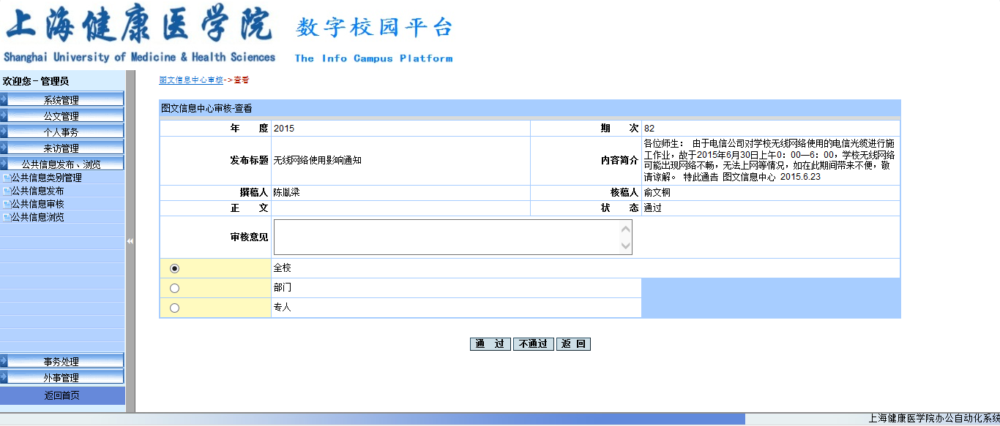 上海健康医学院 数字校园平台
Shanghai University of Medicine & Health Sciences The Info Campus Platform
欢迎您－管理员
系统管理
公文管理
个人事务
来访管理
公共信息发布、浏览
公共信息类别管理
公共信息发布
公共信息审核
公共信息浏览
事务处理
外事管理
返回首页
图文信息中心审核->查看
图文信息中心审核-查看
年 度 2015 期 次 82
发布标题 无线网络使用影响通知 内容简介
各位师生： 由于电信公司对学校无线网络使用的电信光缆进行施
工作业，故于2015年6月30日上午0：00—6：00，学校无线网络
可能出现网络不畅，无法上网等情况，如在此期间带来不便，敬
请谅解。 特此通告 图文信息中心 2015.6.23
撰稿人 陈胤梁 核稿人 俞文桐
正 文 状 态 通过
审核意见
全校
部门
专人
通 过 不通过 返 回
上海健康医学院办公自动化系统